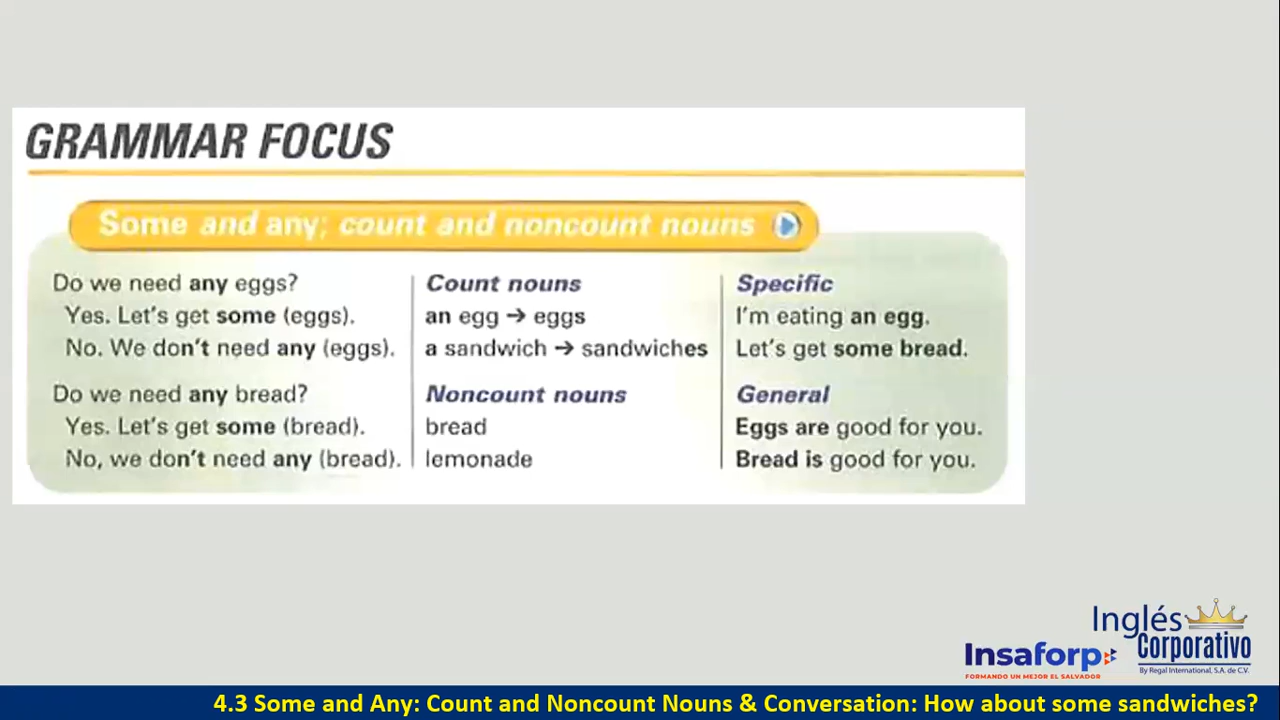 GRAMMAR FOCUS
Some and any; count and noncount nouns
Do we need any eggs?
Yes. Let's get some (eggs).
No. We don't need any (eggs).
Do we need any bread?
Yes. Let's get some (bread).
No, we don't need any (bread).
Count nouns
an egg → eggs
a sandwich → sandwiches
Noncount nouns
bread
lemonade
Specific
I'm eating an egg.
Let's get some bread.
General
Eggs are good for you.
Bread is good for you.
Inglés
Corporativo
By Regal International, S.A. de C.V.
Insaforp
FORMANDO UN MEJOR EL SALVADOR
4.3 Some and Any: Count and Noncount Nouns & Conversation: How about some sandwiches?